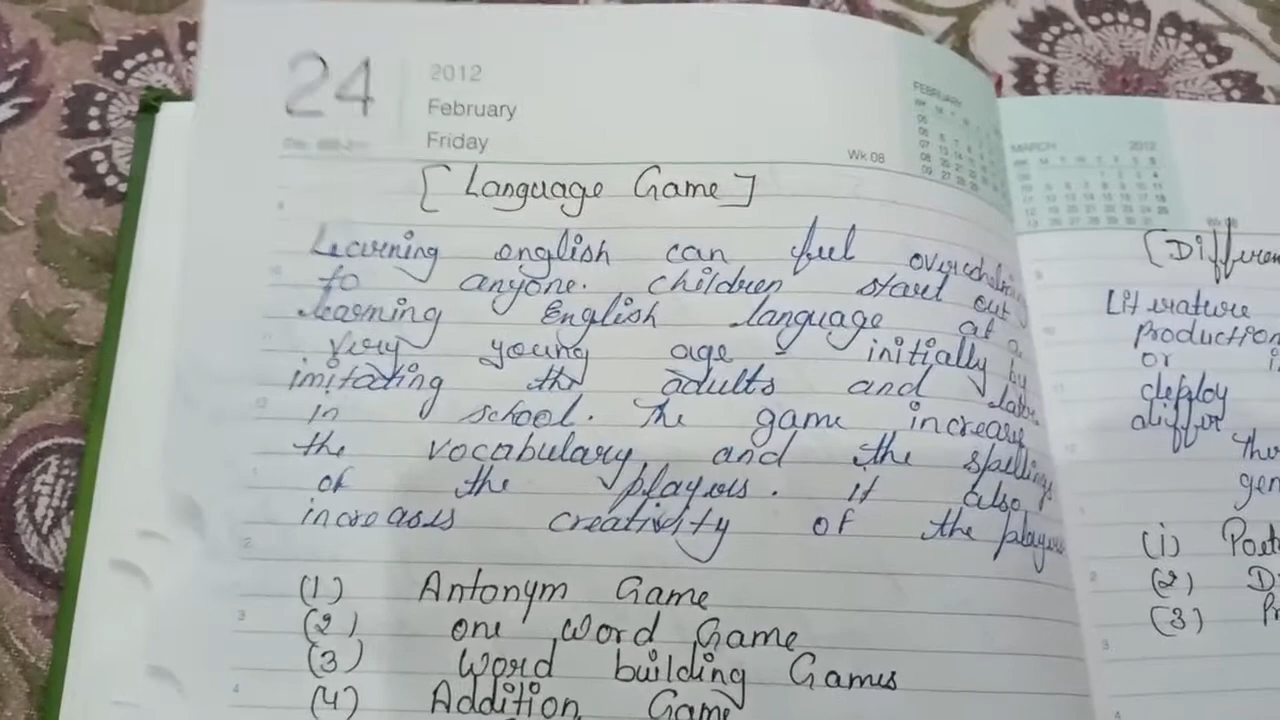 24
2012
February
Friday
Wk 08
FEBRUARY
[Language Game]
Learning english can feel overwhelming
to anyone. children start out
learning English language at a
very young age - initially by
imitating the adults and later
in school. The game increases
the vocabulary and the spellings
of the players. it also
increases creativity of the players
(1) Antonym Game
(2) one word Game
(3) Word building Games
(4) Addition Game
MARCH 2012
[Differen
Literature
production
or
deploy
differ
gen
(i)
(2)
(3)